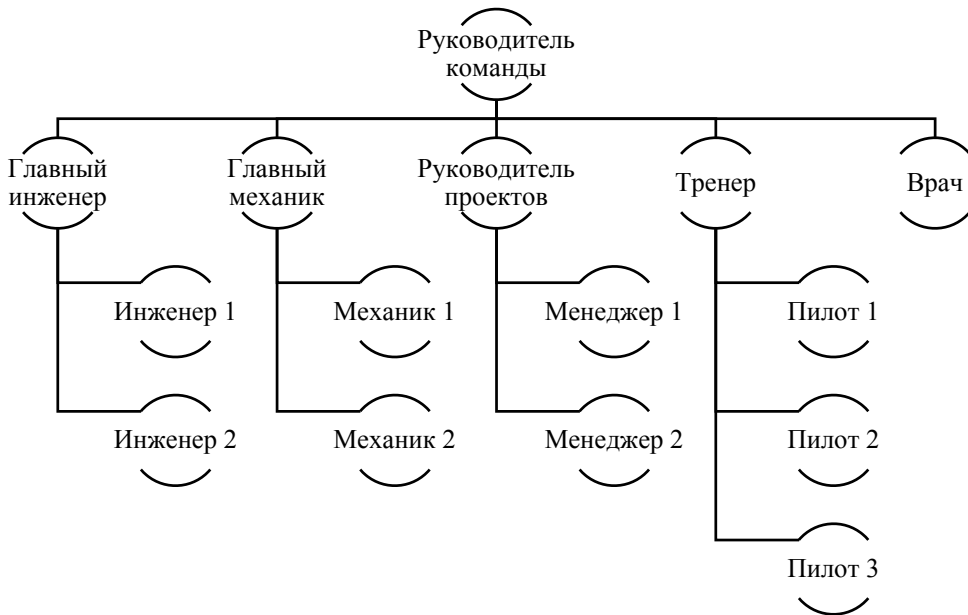 Руководитель
команды
Главный
инженер
Главный
механик
Руководитель
проектов
Тренер
Врач
Инженер 1
Механик 1
Менеджер 1
Пилот 1
Инженер 2
Механик 2
Менеджер 2
Пилот 2
Пилот 3